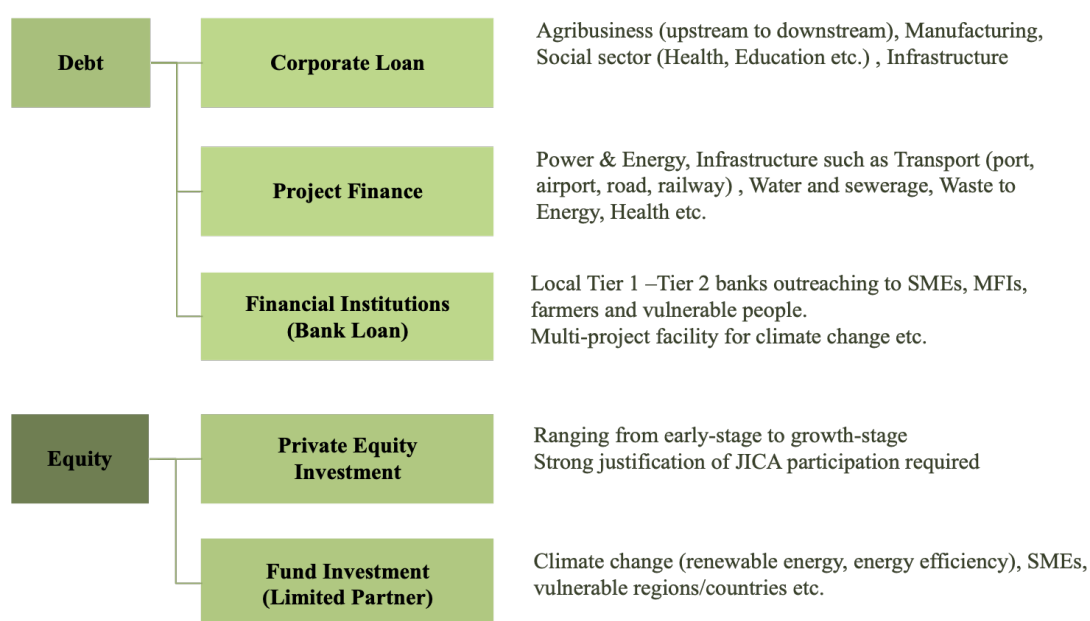 Debt
Corporate Loan
Agribusiness (upstream to downstream), Manufacturing,
Social sector (Health, Education etc.) , Infrastructure
Project Finance
Power & Energy, Infrastructure such as Transport (port,
airport, road, railway) , Water and sewerage, Waste to
Energy, Health etc.
Financial Institutions
(Bank Loan)
Local Tier 1 –Tier 2 banks outreaching to SMEs, MFIs,
farmers and vulnerable people.
Multi-project facility for climate change etc.
Equity
Private Equity
Investment
Ranging from early-stage to growth-stage
Strong justification of JICA participation required
Fund Investment
(Limited Partner)
Climate change (renewable energy, energy efficiency), SMEs,
vulnerable regions/countries etc.